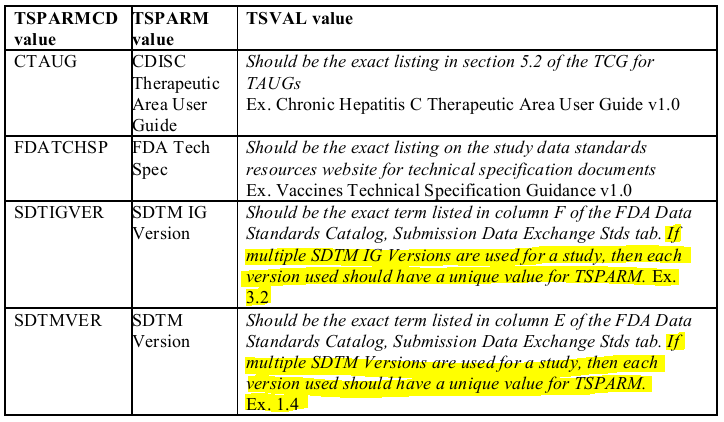 TSPARMCD value
TSPARM value
TSVAL value
CTAUG
CDISC
Therapeutic
Area User
Guide
Should be the exact listing in section 5.2 of the TCG for
TAUGs
Ex. Chronic Hepatitis C Therapeutic Area User Guide v1.0
FDATCHSP
FDA Tech
Spec
Should be the exact listing on the study data standards
resources website for technical specification documents
Ex. Vaccines Technical Specification Guidance v1.0
SDTIGVER
SDTM IG
Version
Should be the exact term listed in column F of the FDA Data
Standards Catalog, Submission Data Exchange Stds tab. If
multiple SDTM IG Versions are used for a study, then each
version used should have a unique value for TSPARM. Ex.
3.2
SDTMVER
SDTM
Version
Should be the exact term listed in column E of the FDA Data
Standards Catalog, Submission Data Exchange Stds tab. If
multiple SDTM Versions are used for a study, then each
version used should have a unique value for TSPARM.
Ex. 1.4